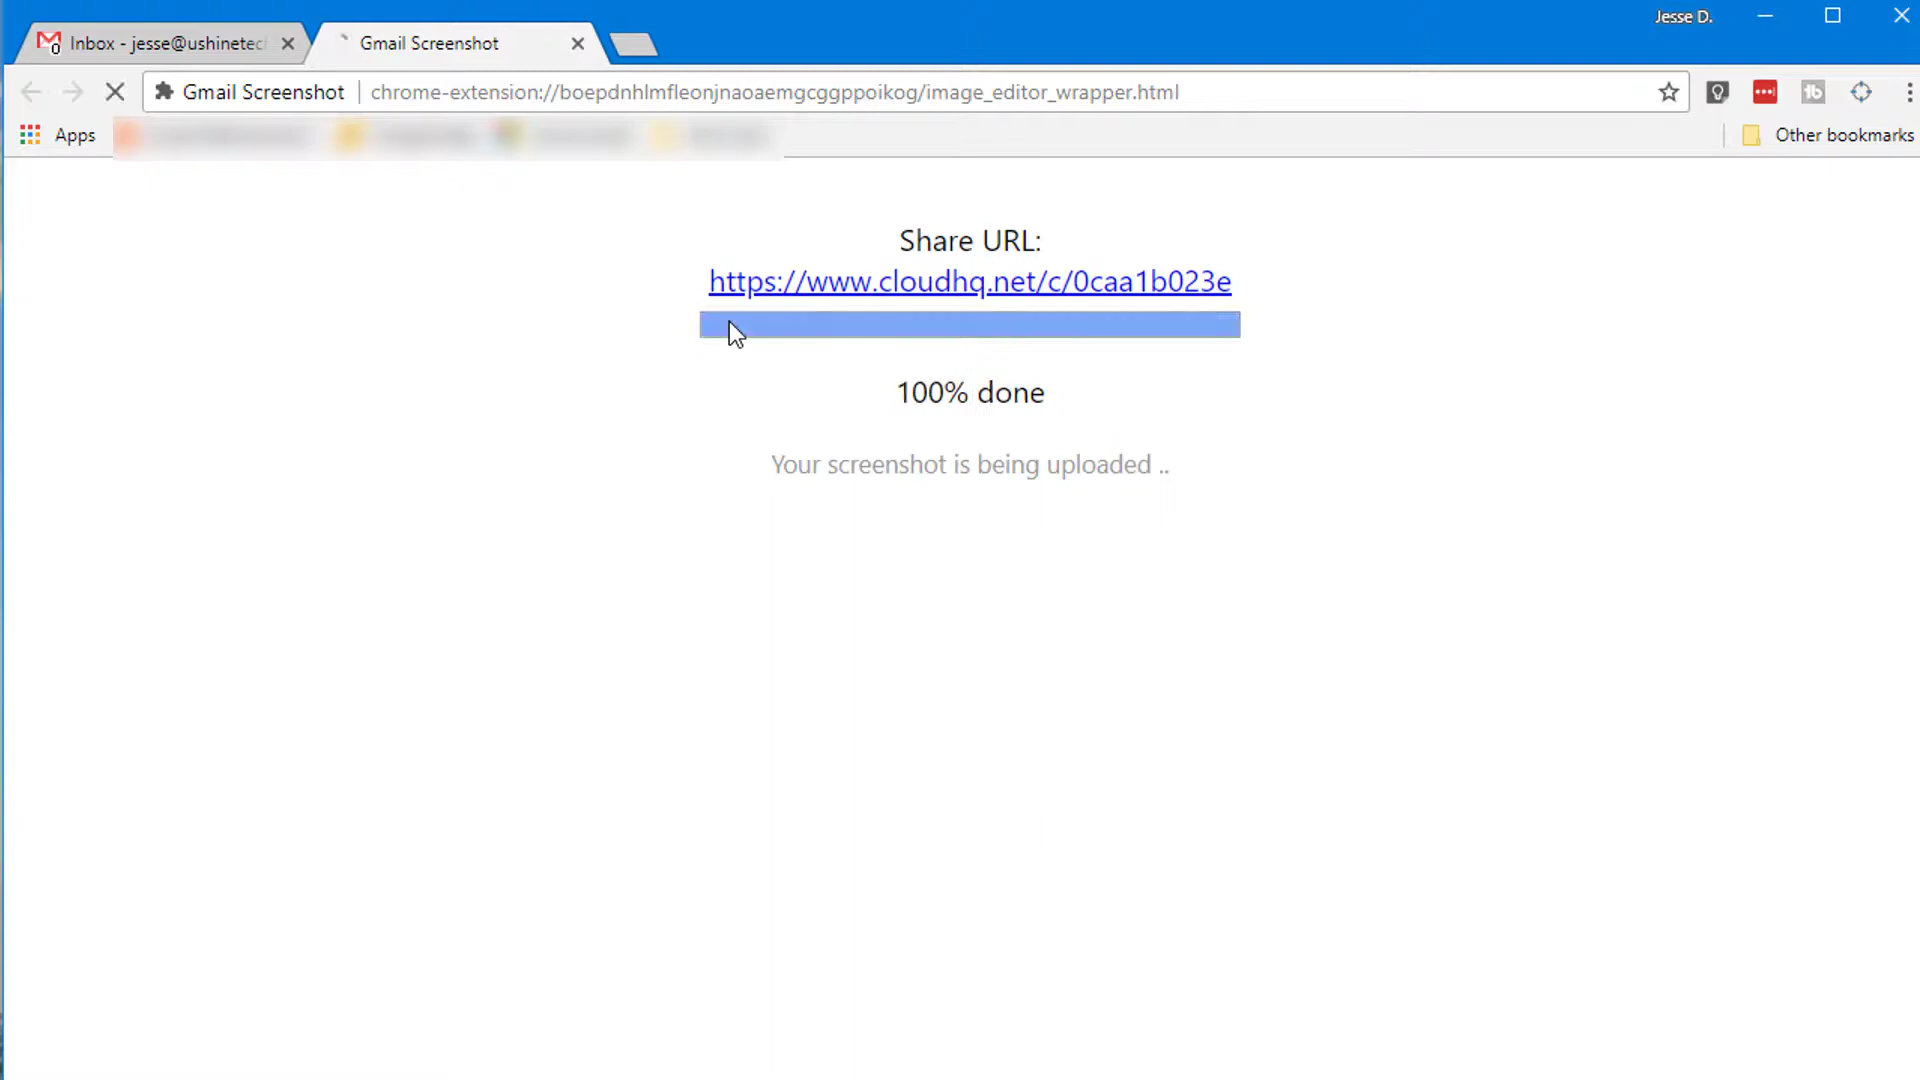 Jesse D.
Inbox - jesse@ushinetec
Gmail Screenshot
Gmail Screenshot chrome-extension://boepdnhlmfleonjnaoaemgcggppoikog/image_editor_wrapper.html
Apps
Other bookmarks
Share URL:
https://www.cloudhq.net/c/0caa1b023e
100% done
Your screenshot is being uploaded ..